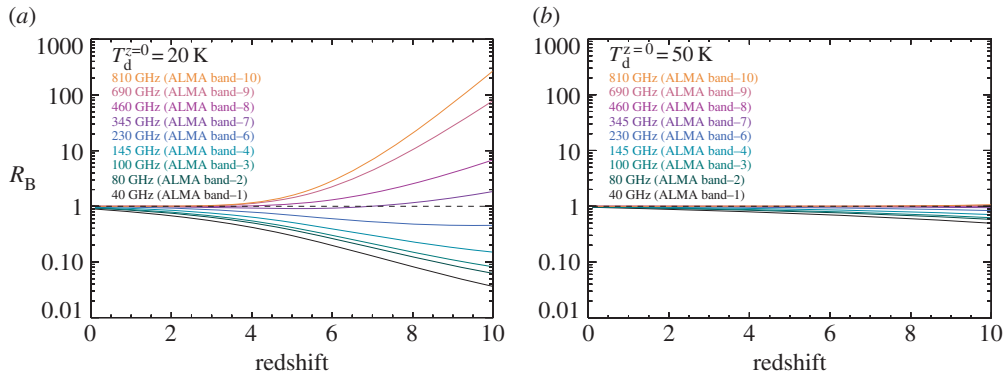 (a)
1000
100
10
1
0.10
0.01
R_B
T_d^{z=0} = 20 K
810 GHz (ALMA band–10)
690 GHz (ALMA band–9)
460 GHz (ALMA band–8)
345 GHz (ALMA band–7)
230 GHz (ALMA band–6)
145 GHz (ALMA band–4)
100 GHz (ALMA band–3)
80 GHz (ALMA band–2)
40 GHz (ALMA band–1)
0 2 4 6 8 10
redshift
(b)
1000
100
10
1
0.10
0.01
T_d^{z=0} = 50 K
810 GHz (ALMA band–10)
690 GHz (ALMA band–9)
460 GHz (ALMA band–8)
345 GHz (ALMA band–7)
230 GHz (ALMA band–6)
145 GHz (ALMA band–4)
100 GHz (ALMA band–3)
80 GHz (ALMA band–2)
40 GHz (ALMA band–1)
0 2 4 6 8 10
redshift